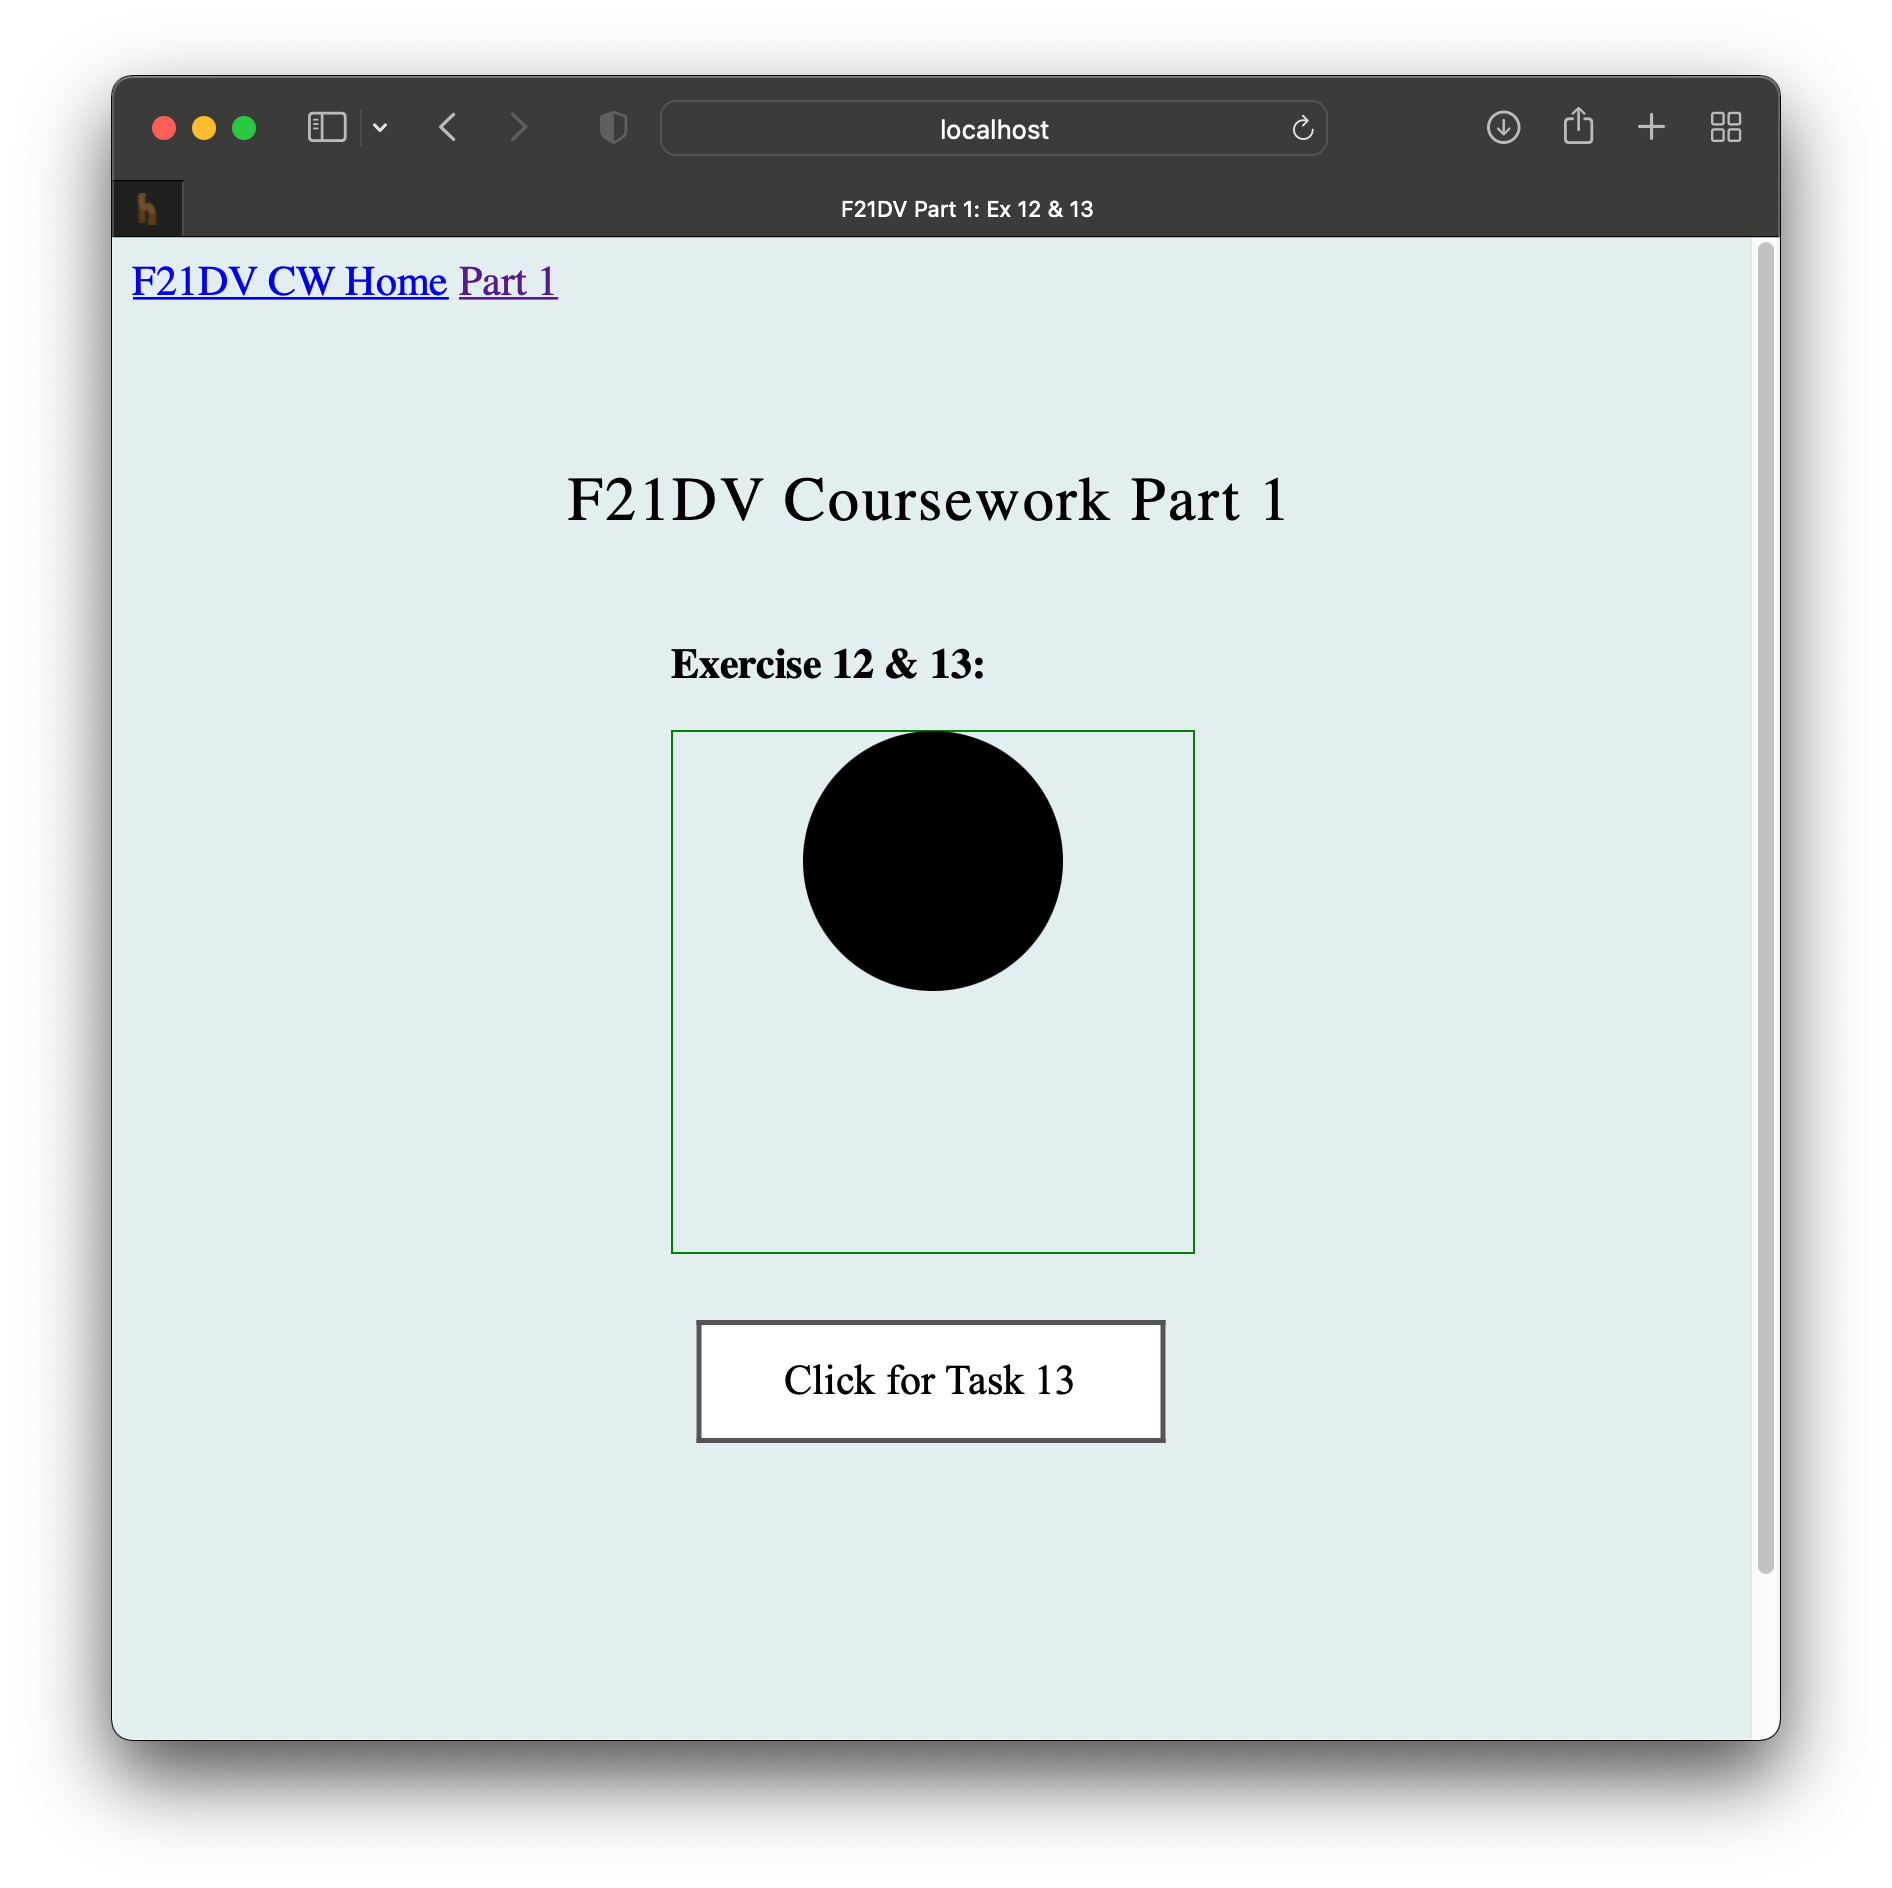 localhost
h
F21DV Part 1: Ex 12 & 13
F21DV CW Home Part 1
F21DV Coursework Part 1
Exercise 12 & 13:
Click for Task 13